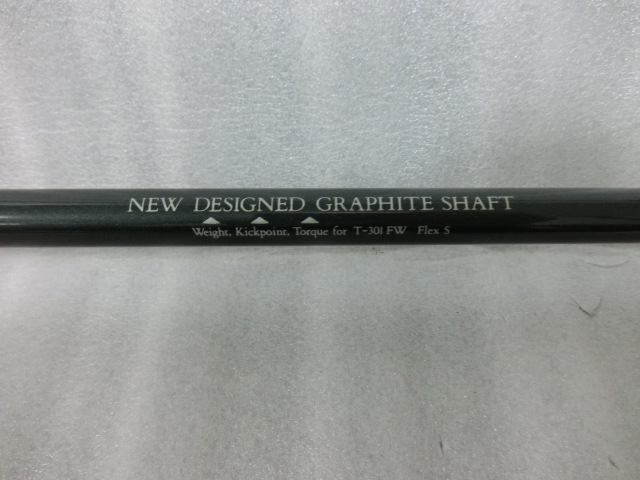 NEW DESIGNED GRAPHITE SHAFT
Weight, Kickpoint, Torque for T-301 FW Flex S